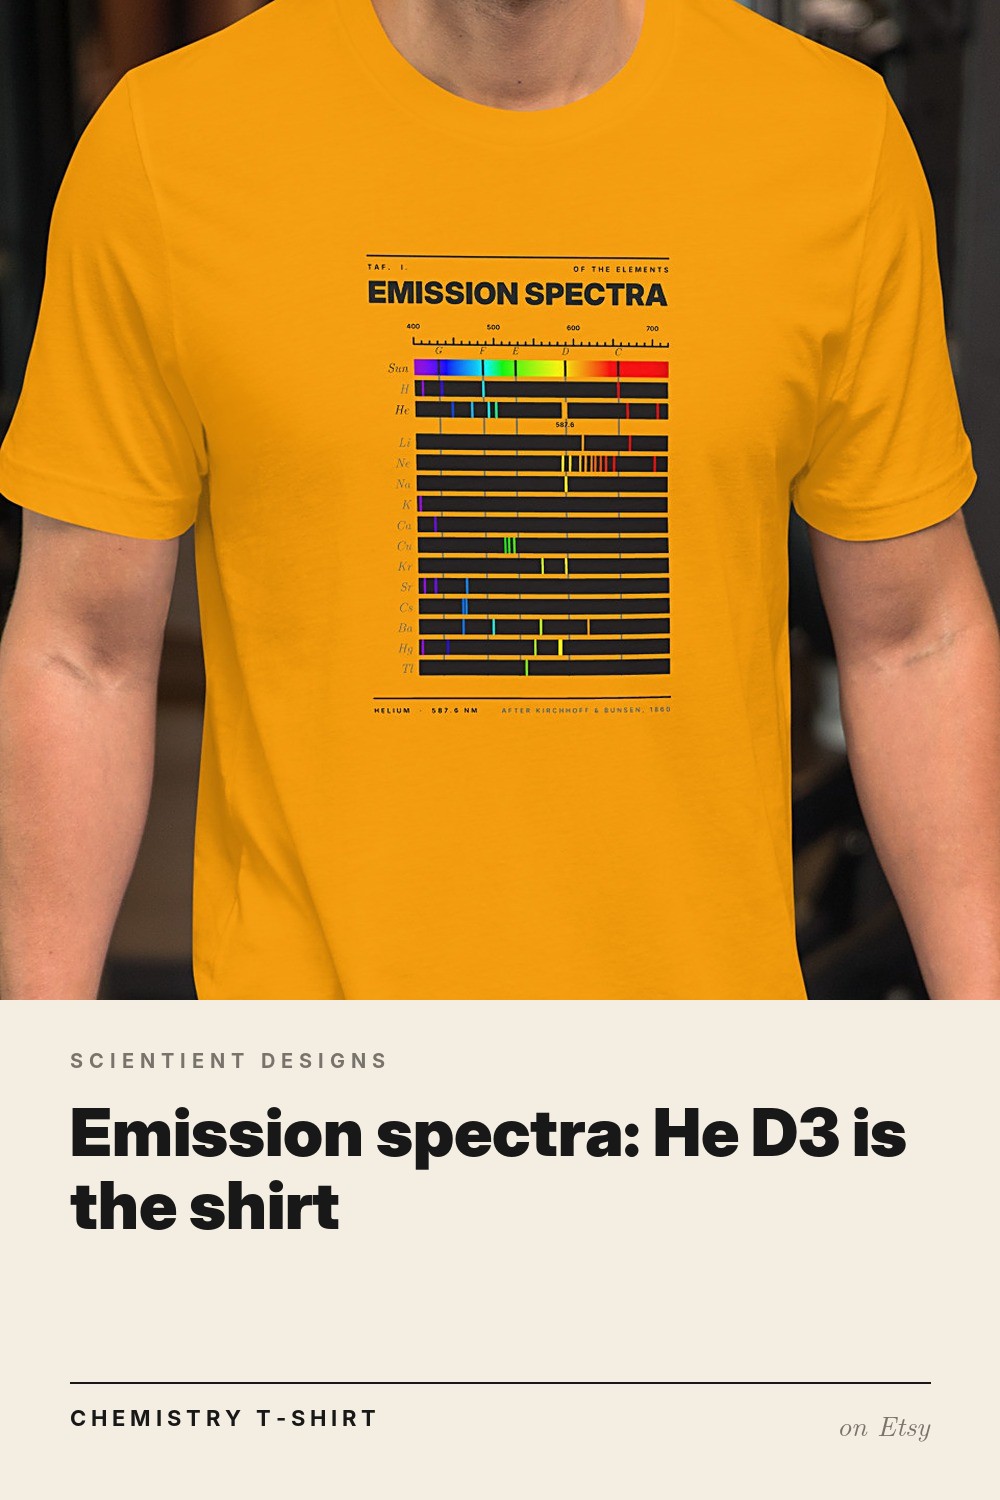 TAF. I. OF THE ELEMENTS
EMISSION SPECTRA
400 500 600 700
G F E D C
Sun
H
He
587.6
Li
Ne
Na
K
Ca
Cu
Kr
Sr
Cs
Ba
Hg
Tl
HELIUM · 587.6 NM AFTER KIRCHHOFF & BUNSEN, 1860
SCIENTIENT DESIGNS
Emission spectra: He D3 is
the shirt
CHEMISTRY T-SHIRT on Etsy